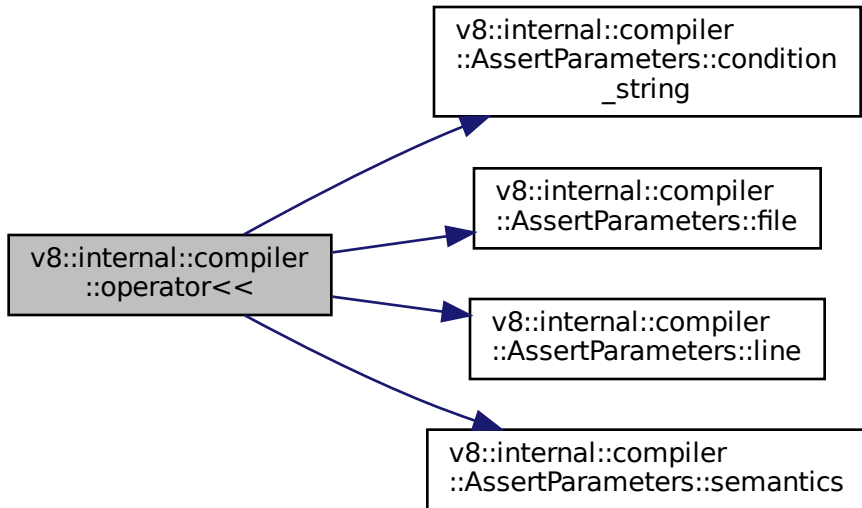 v8::internal::compiler
::AssertParameters::condition
_string
v8::internal::compiler
::AssertParameters::file
v8::internal::compiler
::operator<<
v8::internal::compiler
::AssertParameters::line
v8::internal::compiler
::AssertParameters::semantics